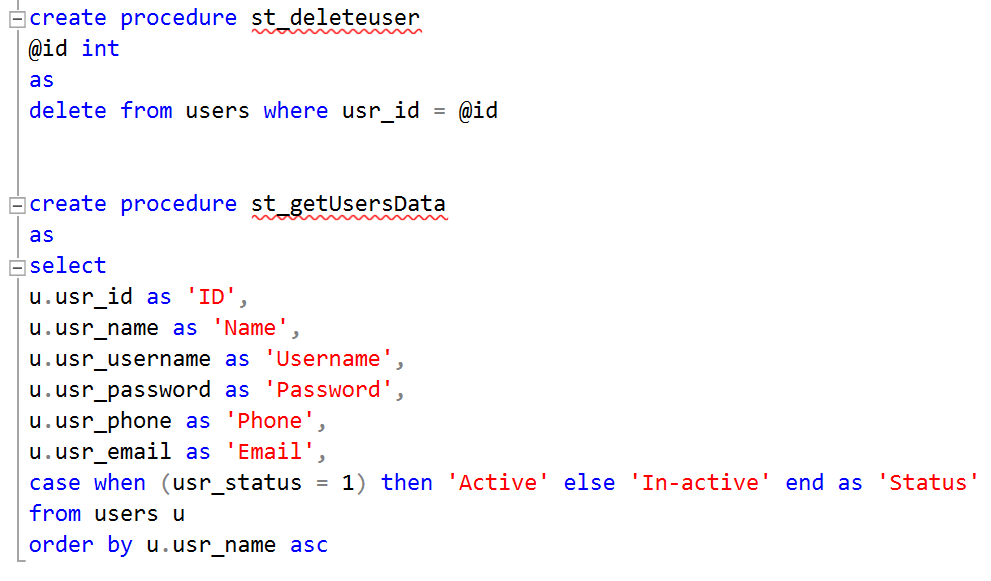 create procedure st_deleteuser
@id int
as
delete from users where usr_id = @id
create procedure st_getUsersData
as
select
u.usr_id as 'ID',
u.usr_name as 'Name',
u.usr_username as 'Username',
u.usr_password as 'Password',
u.usr_phone as 'Phone',
u.usr_email as 'Email',
case when (usr_status = 1) then 'Active' else 'In-active' end as 'Status'
from users u
order by u.usr_name asc